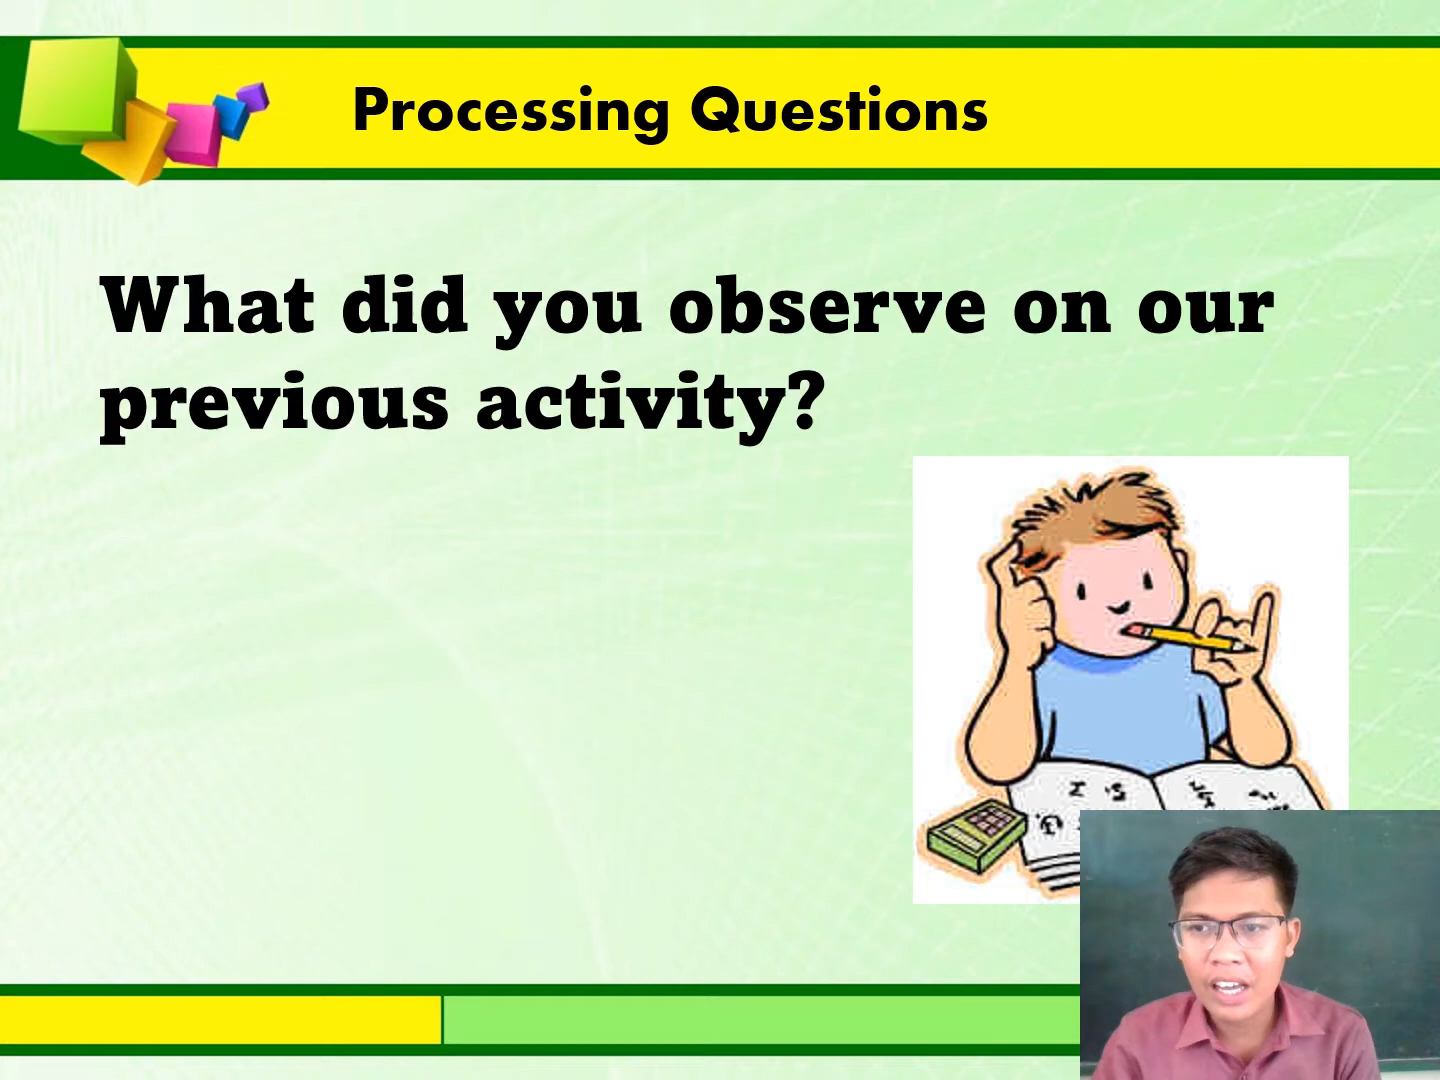 Processing Questions
What did you observe on our
previous activity?